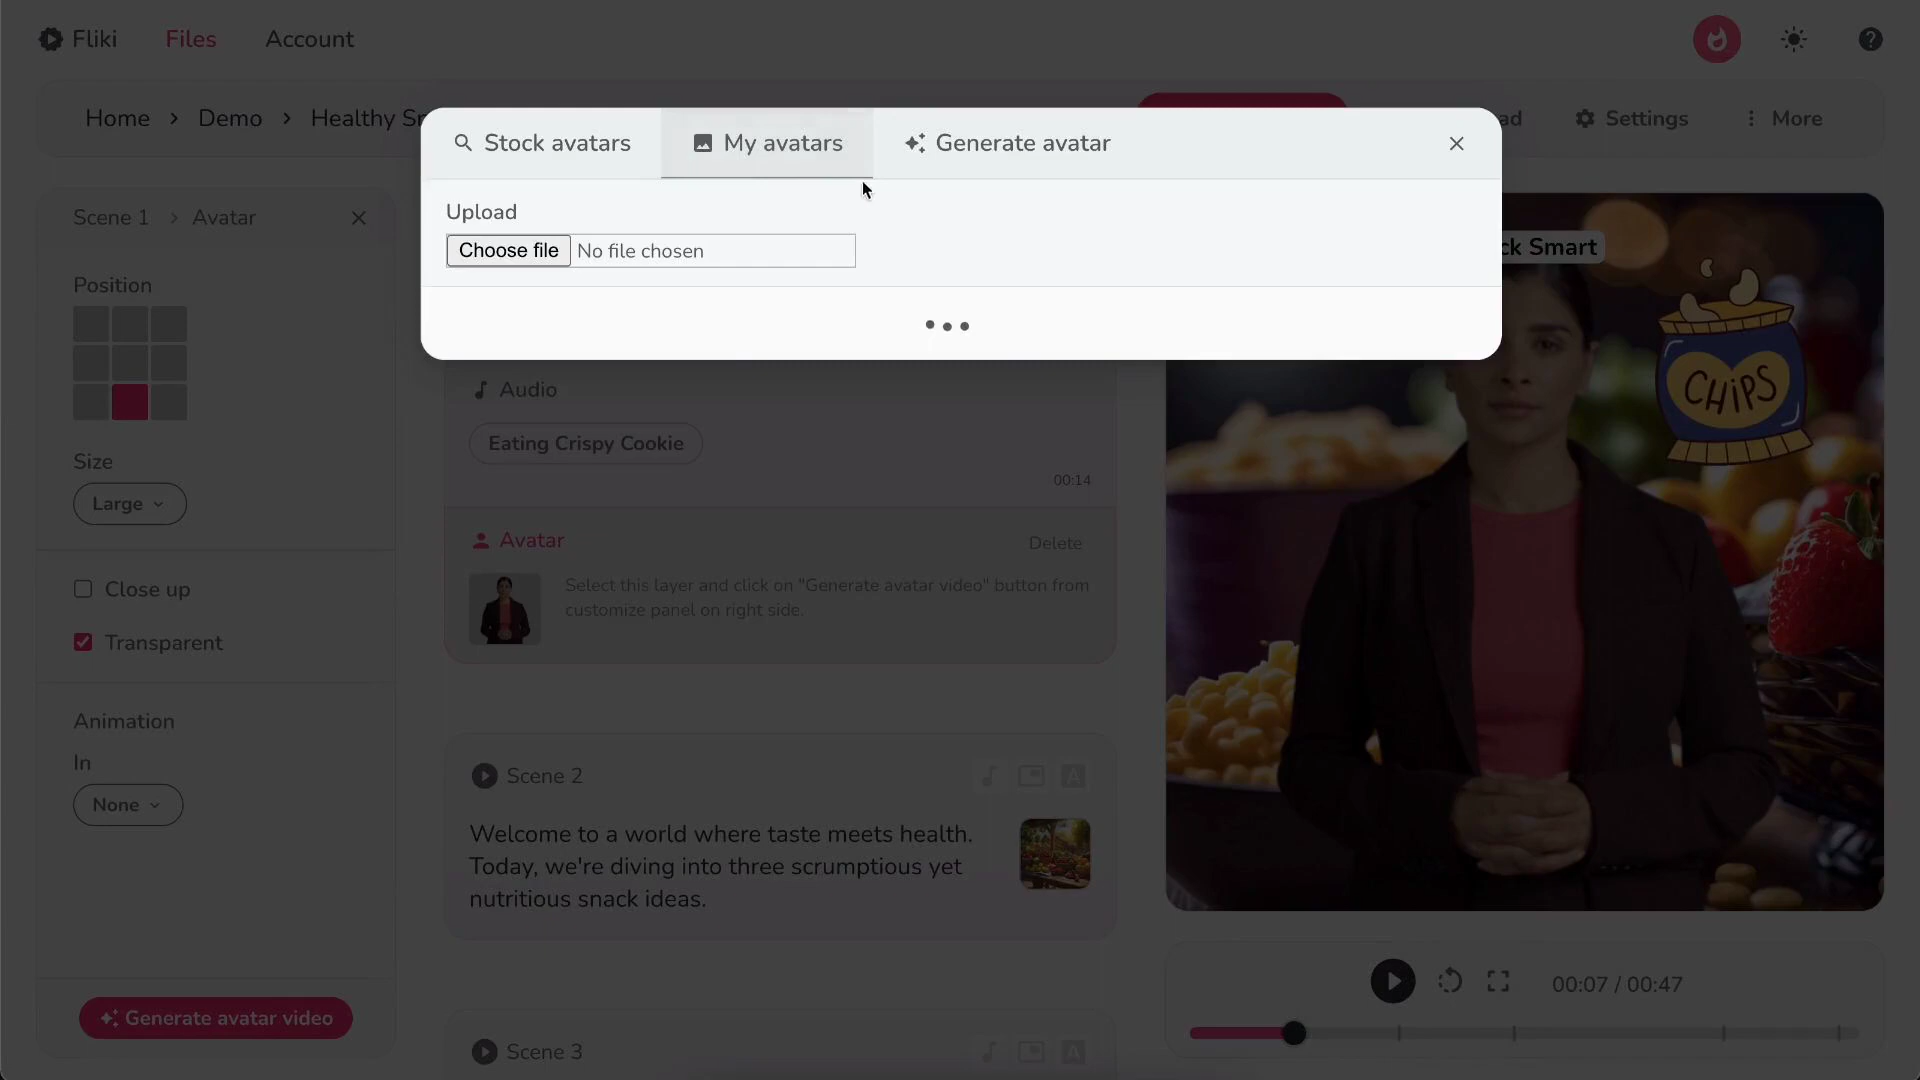 Fliki
Files
Account
Home › Demo › Healthy
Settings
More
Stock avatars
My avatars
Generate avatar
Upload
Choose file No file chosen
Scene 1 › Avatar
Position
Size
Large
Close up
Transparent
Animation
In
None
Generate avatar video
Audio
Eating Crispy Cookie
00:14
Avatar
Delete
Select this layer and click on "Generate avatar video" button from
customize panel on right side.
Scene 2
A
Welcome to a world where taste meets health.
Today, we're diving into three scrumptious yet
nutritious snack ideas.
Scene 3
A
Smart
CHIPS
00:07 / 00:47